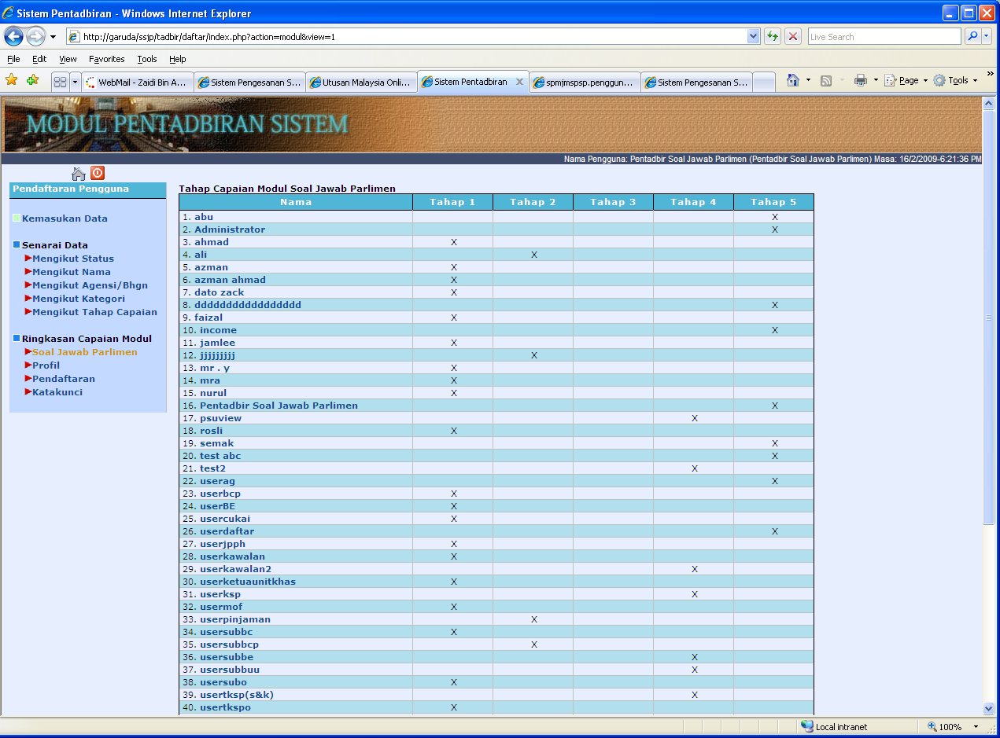 Sistem Pentadbiran - Windows Internet Explorer
http://garuda/ssjp/tadbir/daftar/index.php?action=modul&view=1
Live Search
File Edit View Favorites Tools Help
WebMail - Zaidi Bin A... Sistem Pengesanan S... Utusan Malaysia Onli... Sistem Pentadbiran spmjmspsp.penggun... Sistem Pengesanan S... Page Tools
MODUL PENTADBIRAN SISTEM
Nama Pengguna: Pentadbir Soal Jawab Parlimen (Pentadbir Soal Jawab Parlimen) Masa: 16/2/2009-6:21:36 PM
Pendaftaran Pengguna
Kemasukan Data
Senarai Data
Mengikut Status
Mengikut Nama
Mengikut Agensi/Bhgn
Mengikut Kategori
Mengikut Tahap Capaian
Ringkasan Capaian Modul
Soal Jawab Parlimen
Profil
Pendaftaran
Katakunci
Tahap Capaian Modul Soal Jawab Parlimen
Nama Tahap 1 Tahap 2 Tahap 3 Tahap 4 Tahap 5
1. abu X
2. Administrator X
3. ahmad X
4. ali X
5. azman X
6. azman ahmad X
7. dato zack X
8. ddddddddddddddddd X
9. faizal X
10. income X
11. jamlee X
12. jjjjjjjjj X
13. mr . y X
14. mra X
15. nurul X
16. Pentadbir Soal Jawab Parlimen X
17. psuview X
18. rosli X
19. semak X
20. test abc X
21. test2 X
22. userag X
23. userbcp X
24. userBE X
25. usercukai X
26. userdaftar X
27. userjpph X
28. userkawalan X
29. userkawalan2 X
30. userketuaunitkhas X
31. userksp X
32. usermof X
33. userpinjaman X
34. usersubbc X
35. usersubbcp X
36. usersubbe X
37. usersubbuu X
38. usersubo X
39. usertksp(s&k) X
40. usertkspo X
Local intranet 100%